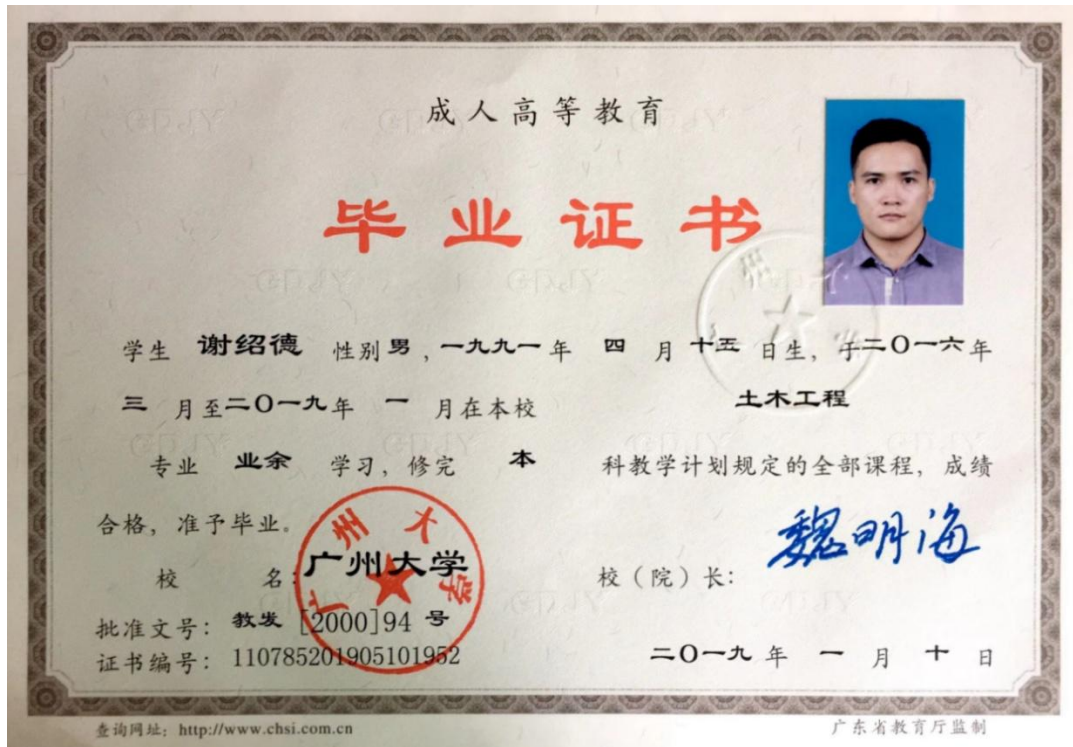 成人高等教育
毕业证书
学生 谢绍德 性别 男，一九九一年 四 月 十五 日生，于二〇一六年
三 月至二〇一九年 一 月在本校 土木工程
专业 业余 学习，修完 本 科教学计划规定的全部课程，成绩
合格，准予毕业。
校 名：广州大学 校（院）长：魏明海
批准文号：教发 [2000]94 号
证书编号：110785201905101952 二〇一九 年 一 月 十 日
查询网址：http://www.chsi.com.cn 广东省教育厅监制
广州大学